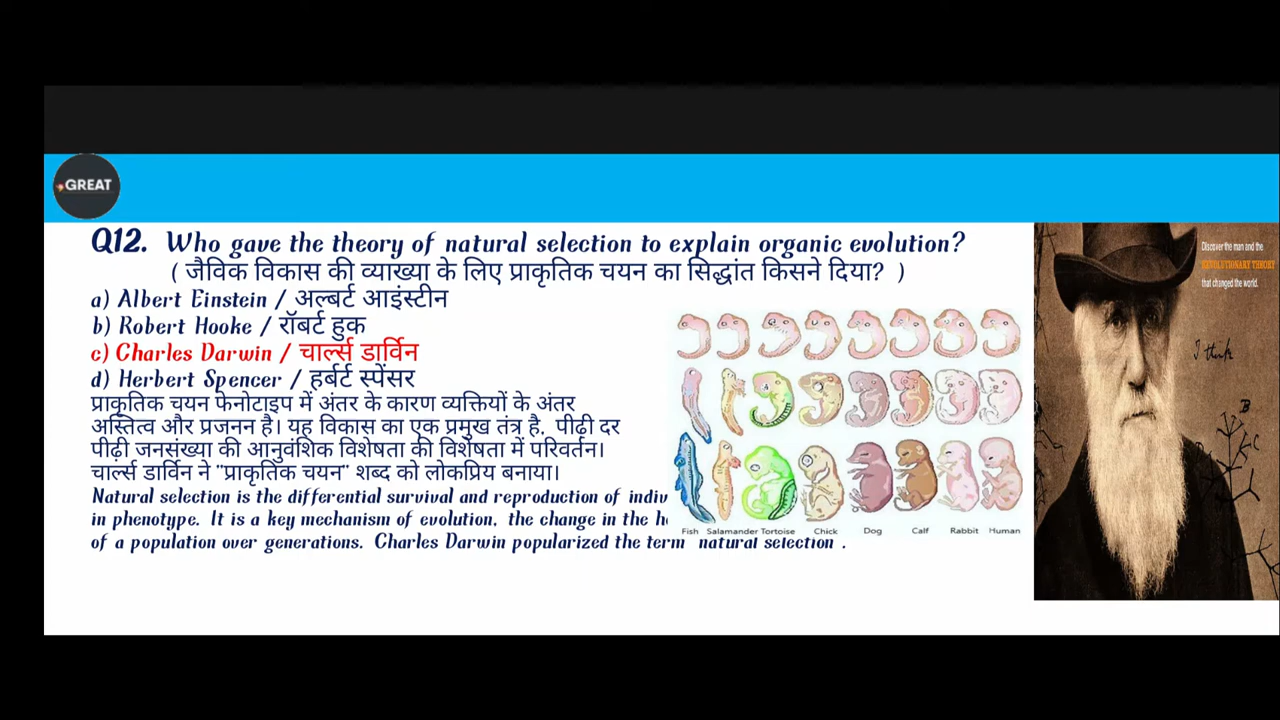 GREAT
Q12. Who gave the theory of natural selection to explain organic evolution?
( जैविक विकास की व्याख्या के लिए प्राकृतिक चयन का सिद्धांत किसने दिया? )
a) Albert Einstein / अल्बर्ट आइंस्टीन
b) Robert Hooke / रॉबर्ट हुक
c) Charles Darwin / चार्ल्स डार्विन
d) Herbert Spencer / हर्बर्ट स्पेंसर
प्राकृतिक चयन फेनोटाइप में अंतर के कारण व्यक्तियों के अंतर
अस्तित्व और प्रजनन है। यह विकास का एक प्रमुख तंत्र है, पीढ़ी दर
पीढ़ी जनसंख्या की आनुवंशिक विशेषता की विशेषता में परिवर्तन।
चार्ल्स डार्विन ने "प्राकृतिक चयन" शब्द को लोकप्रिय बनाया।
Natural selection is the differential survival and reproduction of
in phenotype. It is a key mechanism of evolution, the change in the
of a population over generations. Charles Darwin popularized the term natural selection .
Fish Salamander Tortoise Chick Dog Calf Rabbit Human
Discover the man and the
REVOLUTIONARY THEORY
that changed the world.
I think
B
C